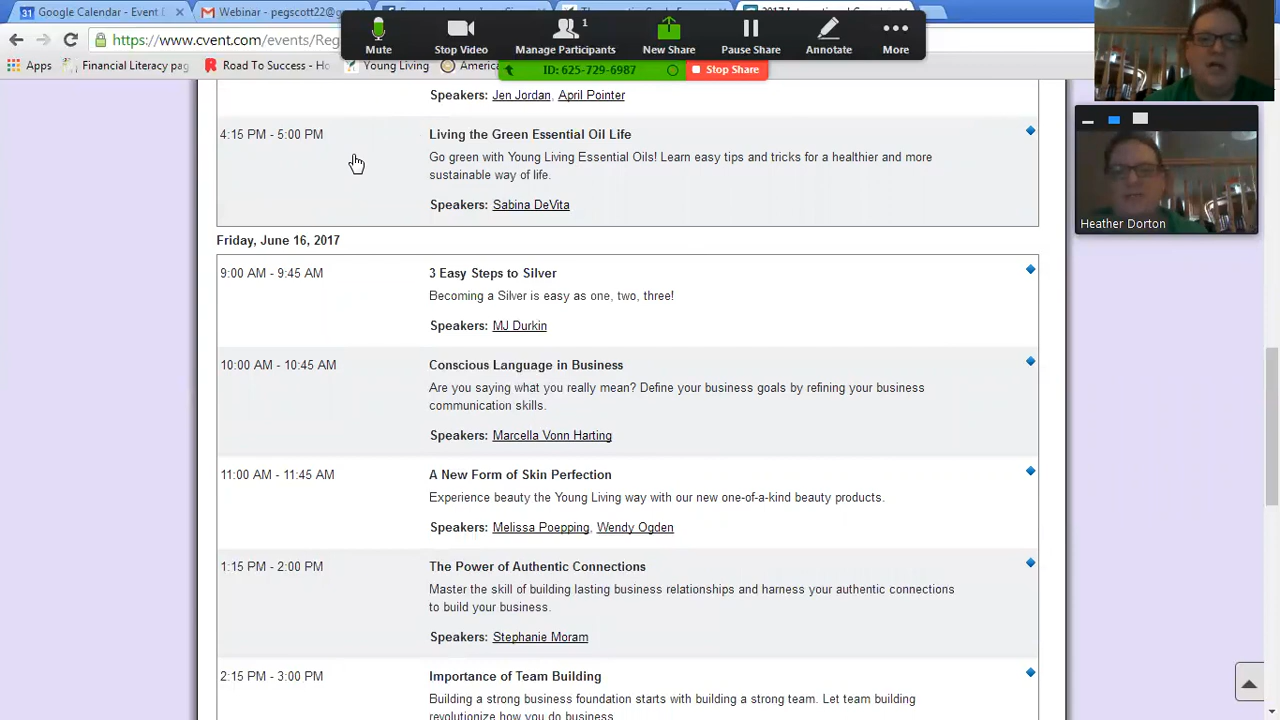 31 Google Calendar - Event D ×
Webinar - pegscott22@g
2017 International G
https://www.cvent.com/events/Reg
Mute
Stop Video
1
Manage Participants
New Share
Pause Share
Annotate
More
ID: 625-729-6987
Stop Share
Apps
Financial Literacy pag
Road To Success - Ho
Young Living
America
Speakers: Jen Jordan, April Pointer
4:15 PM - 5:00 PM
Living the Green Essential Oil Life
Go green with Young Living Essential Oils! Learn easy tips and tricks for a healthier and more
sustainable way of life.
Speakers: Sabina DeVita
Heather Dorton
Friday, June 16, 2017
9:00 AM - 9:45 AM
3 Easy Steps to Silver
Becoming a Silver is easy as one, two, three!
Speakers: MJ Durkin
10:00 AM - 10:45 AM
Conscious Language in Business
Are you saying what you really mean? Define your business goals by refining your business
communication skills.
Speakers: Marcella Vonn Harting
11:00 AM - 11:45 AM
A New Form of Skin Perfection
Experience beauty the Young Living way with our new one-of-a-kind beauty products.
Speakers: Melissa Poepping, Wendy Ogden
1:15 PM - 2:00 PM
The Power of Authentic Connections
Master the skill of building lasting business relationships and harness your authentic connections
to build your business.
Speakers: Stephanie Moram
2:15 PM - 3:00 PM
Importance of Team Building
Building a strong business foundation starts with building a strong team. Let team building
revolutionize how you do business.